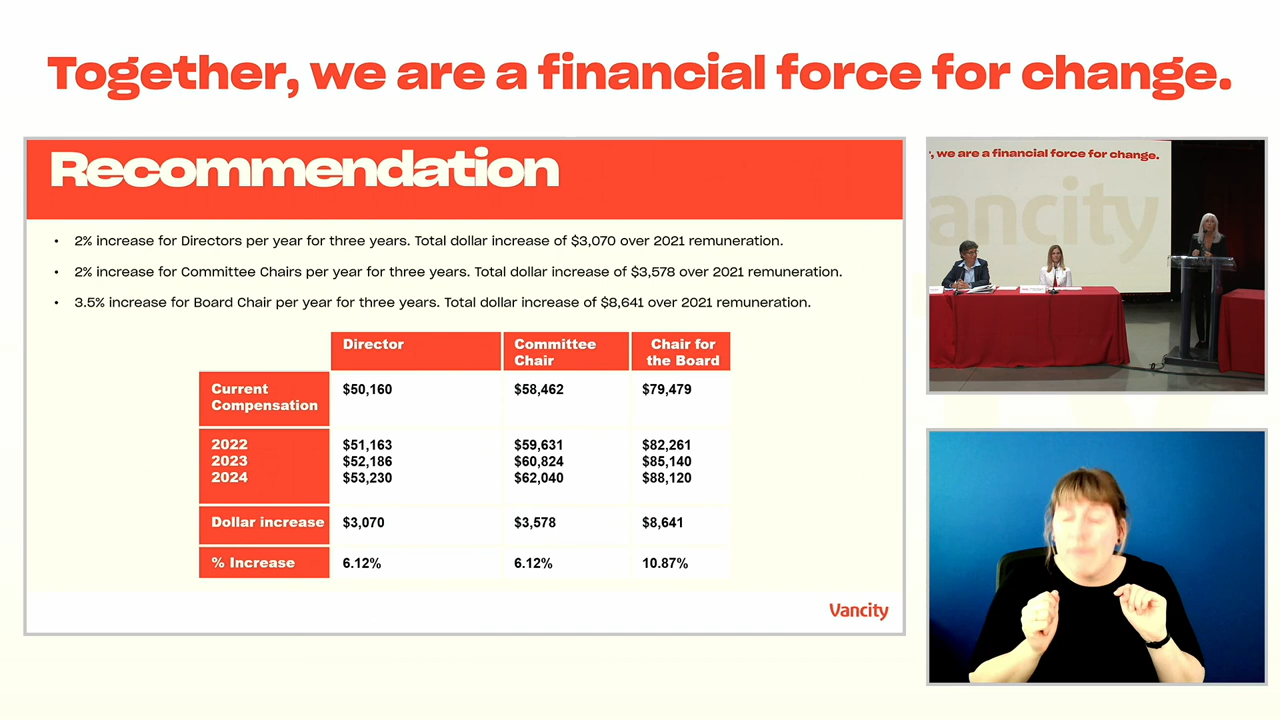 Together, we are a financial force for change.
Recommendation
• 2% increase for Directors per year for three years. Total dollar increase of $3,070 over 2021 remuneration.
• 2% increase for Committee Chairs per year for three years. Total dollar increase of $3,578 over 2021 remuneration.
• 3.5% increase for Board Chair per year for three years. Total dollar increase of $8,641 over 2021 remuneration.
Director Committee Chair for
Chair the Board
Current $50,160 $58,462 $79,479
Compensation
2022 $51,163 $59,631 $82,261
2023 $52,186 $60,824 $85,140
2024 $53,230 $62,040 $88,120
Dollar increase $3,070 $3,578 $8,641
% Increase 6.12% 6.12% 10.87%
Vancity
, we are a financial force for change.
ancity